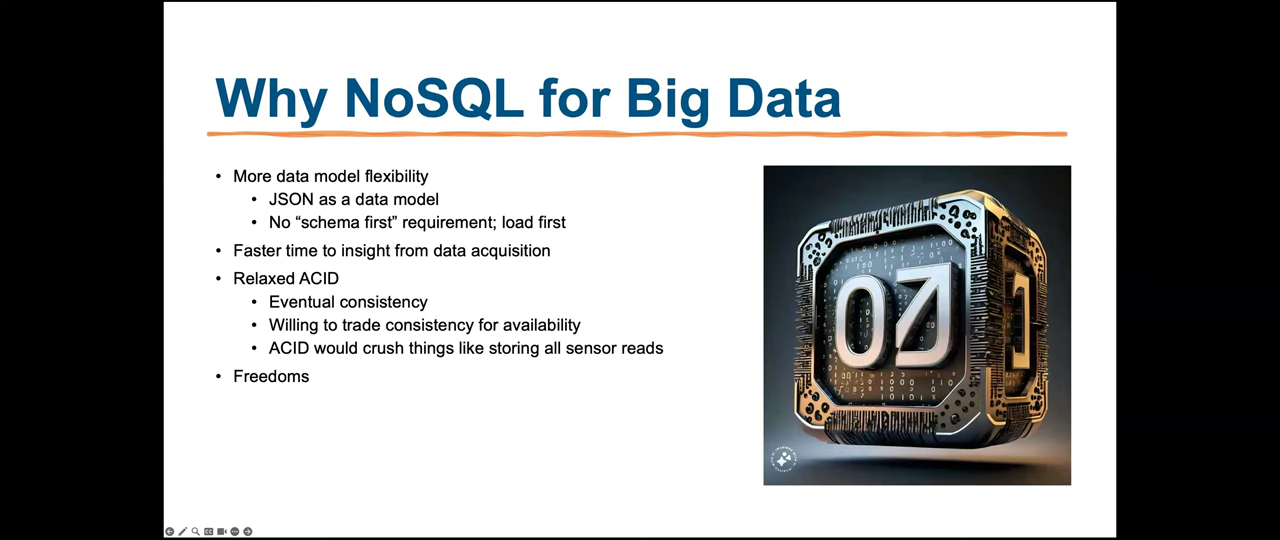 Why NoSQL for Big Data
• More data model flexibility
• JSON as a data model
• No “schema first” requirement; load first
• Faster time to insight from data acquisition
• Relaxed ACID
• Eventual consistency
• Willing to trade consistency for availability
• ACID would crush things like storing all sensor reads
• Freedoms